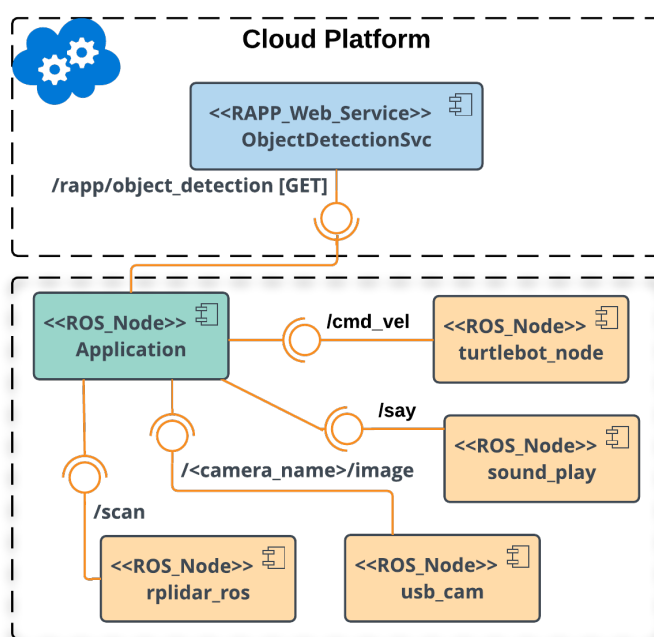 Cloud Platform
<<RAPP_Web_Service>>
ObjectDetectionSvc
/rapp/object_detection [GET]
<<ROS_Node>>
Application
/cmd_vel
<<ROS_Node>>
turtlebot_node
/say
<<ROS_Node>>
sound_play
/<camera_name>/image
/scan
<<ROS_Node>>
rplidar_ros
<<ROS_Node>>
usb_cam